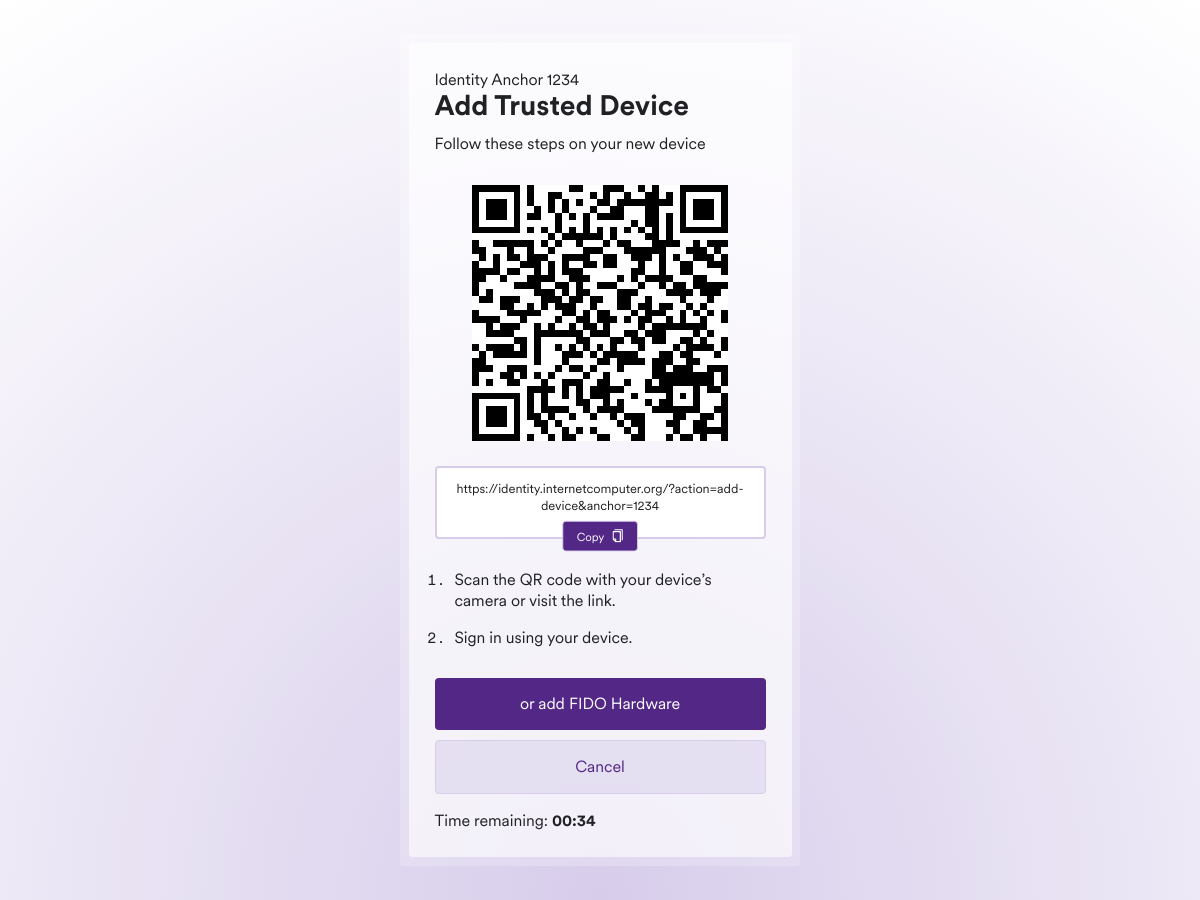 Identity Anchor 1234
Add Trusted Device
Follow these steps on your new device
https://identity.internetcomputer.org/?action=add-
device&anchor=1234
Copy
1. Scan the QR code with your device’s
camera or visit the link.
2. Sign in using your device.
or add FIDO Hardware
Cancel
Time remaining: 00:34